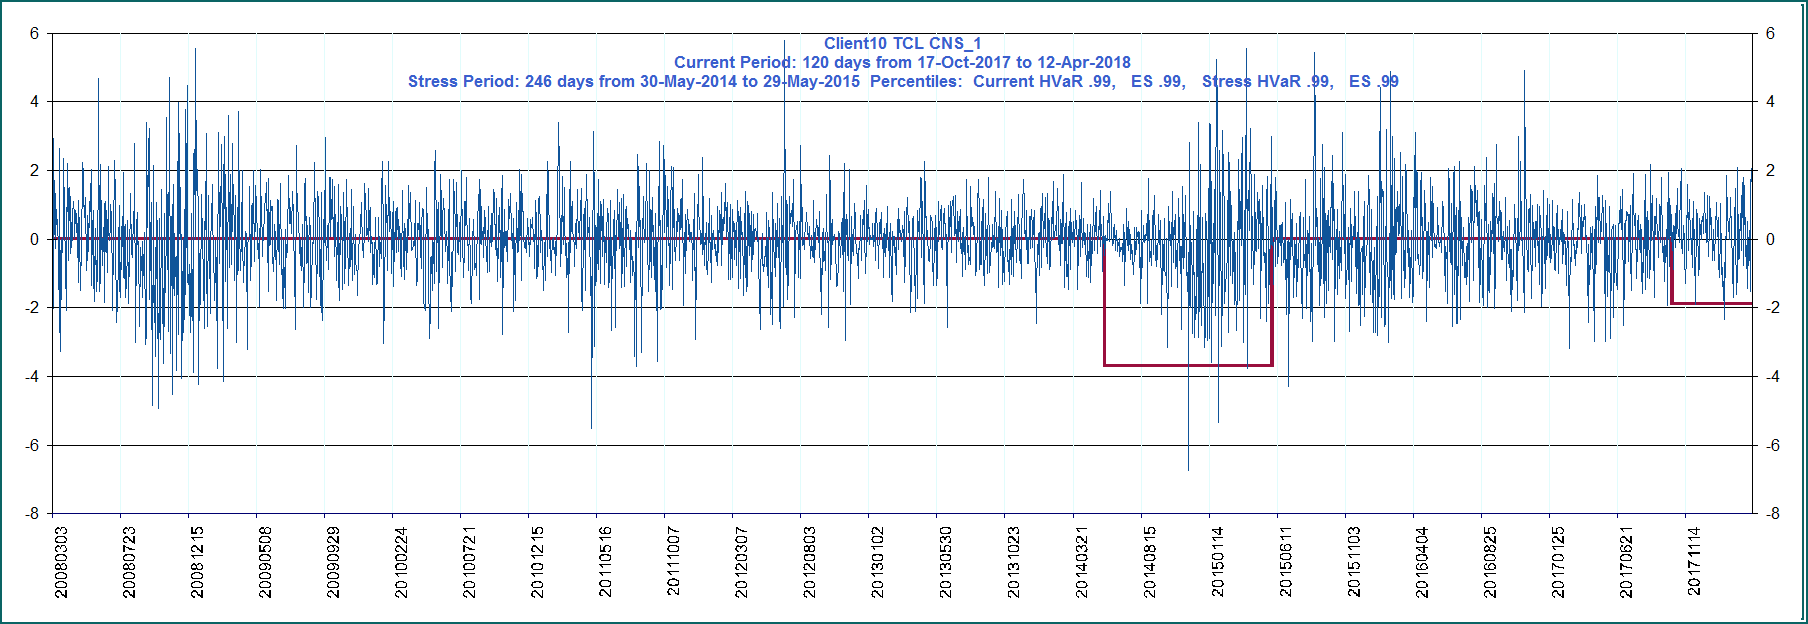 Client10 TCL CNS_1
Current Period: 120 days from 17-Oct-2017 to 12-Apr-2018
Stress Period: 246 days from 30-May-2014 to 29-May-2015  Percentiles:  Current HVaR .99,   ES .99,   Stress HVaR .99,   ES .99
6 6
4 4
2 2
0 0
-2 -2
-4 -4
-6 -6
-8 -8
20080303 20080723 20081215 20090508 20090929 20100224 20100721 20101215 20110516 20111007 20120307 20120803 20130102 20130530 20131023 20140321 20140815 20150114 20150611 20151103 20160404 20160825 20170125 20170621 20171114